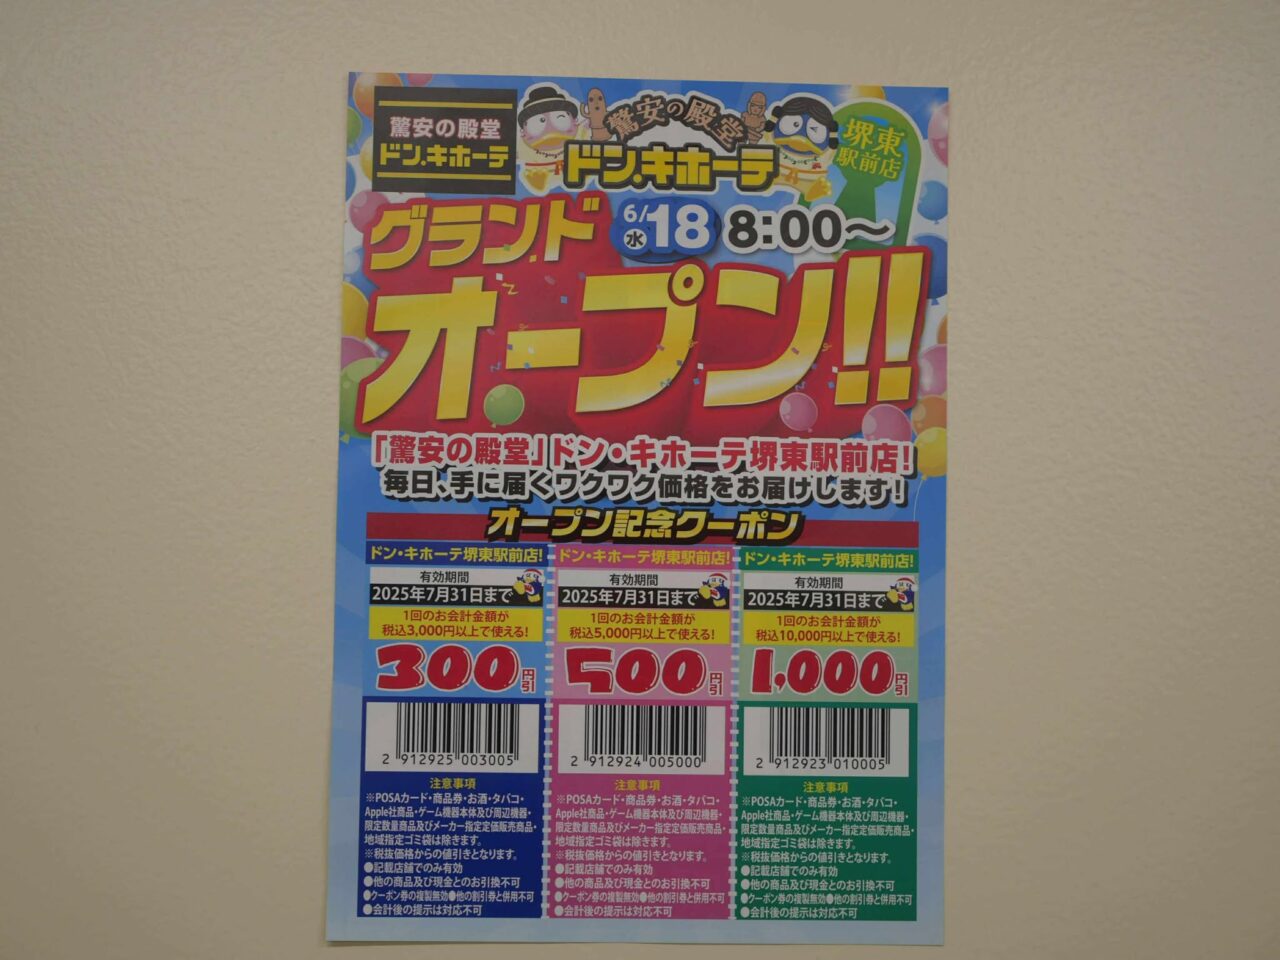 驚安の殿堂
ドン.キホーテ
驚安の殿堂
ドン.キホーテ
堺東
駅前店
グランド
6/18 水 8:00〜
オープン!!
「驚安の殿堂」ドン・キホーテ堺東駅前店!
毎日、手に届くワクワク価格をお届けします!
オープン記念クーポン
ドン・キホーテ堺東駅前店!
有効期間
2025年7月31日まで
1回のお会計金額が
税込3,000円以上で使える!
300円引
2 912925 003005
注意事項
※POSAカード・商品券・お酒・タバコ・
Apple社商品・ゲーム機器本体及び周辺機器・
限定数量商品及びメーカー指定定価販売商品・
地域指定ゴミ袋は除きます。
※税抜価格からの値引きとなります。
●記載店舗でのみ有効
●他の商品及び現金とのお引換不可
●クーポン券の複製無効●他の割引券と併用不可
●会計後の提示は対応不可
ドン・キホーテ堺東駅前店!
有効期間
2025年7月31日まで
1回のお会計金額が
税込5,000円以上で使える!
500円引
2 912924 005000
注意事項
※POSAカード・商品券・お酒・タバコ・
Apple社商品・ゲーム機器本体及び周辺機器・
限定数量商品及びメーカー指定定価販売商品・
地域指定ゴミ袋は除きます。
※税抜価格からの値引きとなります。
●記載店舗でのみ有効
●他の商品及び現金とのお引換不可
●クーポン券の複製無効●他の割引券と併用不可
●会計後の提示は対応不可
ドン・キホーテ堺東駅前店!
有効期間
2025年7月31日まで
1回のお会計金額が
税込10,000円以上で使える!
1,000円引
2 912923 010005
注意事項
※POSAカード・商品券・お酒・タバコ・
Apple社商品・ゲーム機器本体及び周辺機器・
限定数量商品及びメーカー指定定価販売商品・
地域指定ゴミ袋は除きます。
※税抜価格からの値引きとなります。
●記載店舗でのみ有効
●他の商品及び現金とのお引換不可
●クーポン券の複製無効●他の割引券と併用不可
●会計後の提示は対応不可